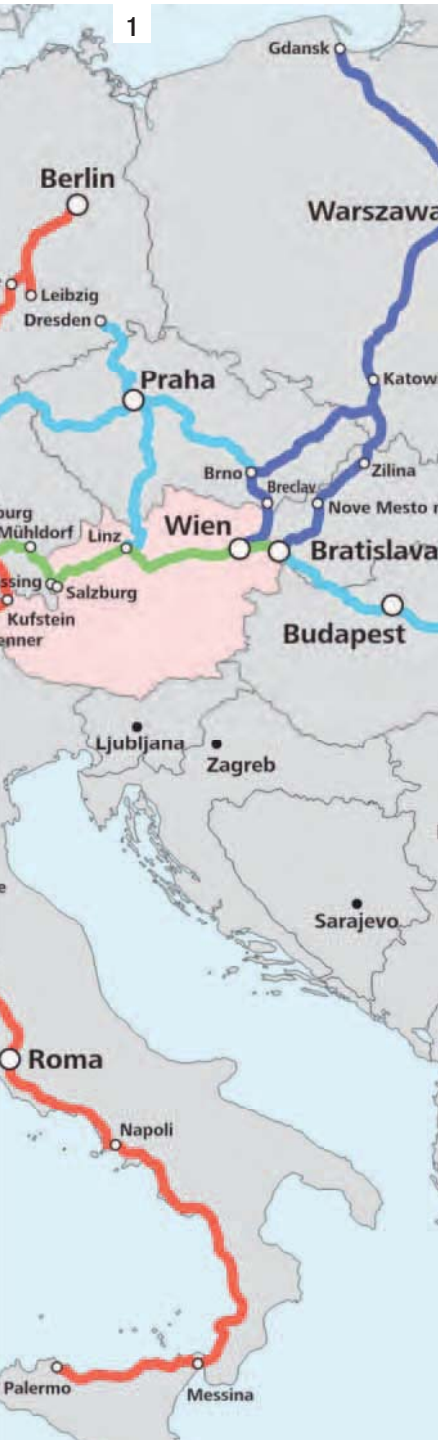 1
Gdansk
Berlin
Warszawa
Leibzig
Dresden
Praha
Katow
Brno
Zilina
Breclav
Nove Mesto n
burg
Mühldorf
Linz
Wien
Bratislava
ssing
Salzburg
Kufstein
enner
Budapest
Ljubljana
Zagreb
e
Sarajevo
Roma
Napoli
Palermo
Messina